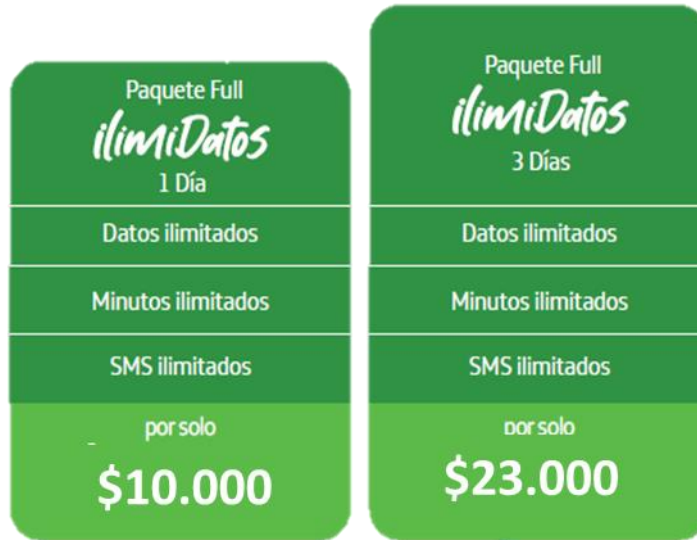 Paquete Full
ilimiDatos
1 Día
Datos ilimitados
Minutos ilimitados
SMS ilimitados
por solo
$10.000
Paquete Full
ilimiDatos
3 Días
Datos ilimitados
Minutos ilimitados
SMS ilimitados
por solo
$23.000